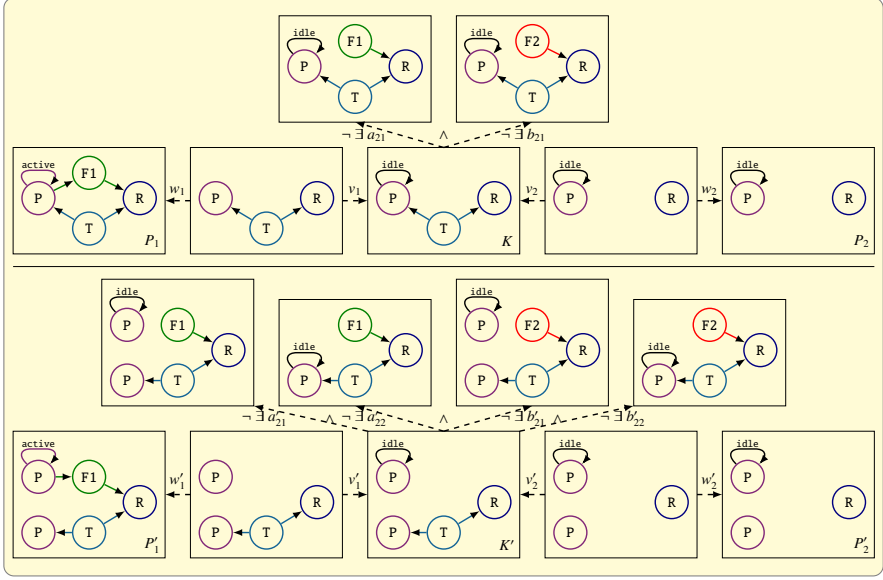 idle F1 P R T
idle F2 P R T
¬ ∃ a₂₁ ∧ ¬ ∃ b₂₁
active F1 P R T P₁
w₁
P R T
v₁
idle P R T K
v₂
idle P R
w₂
idle P R P₂
idle P F1 R P T
F1 R idle P T
idle P F2 R P T
F2 R idle P T
¬ ∃ a′₂₁ ∧ ¬ ∃ a′₂₂ ∧ ¬ ∃ b′₂₁ ∧ ¬ ∃ b′₂₂
active P F1 R P T P′₁
w′₁
P R P T
v′₁
idle P R P T K′
v′₂
idle P R P
w′₂
idle P R P P′₂